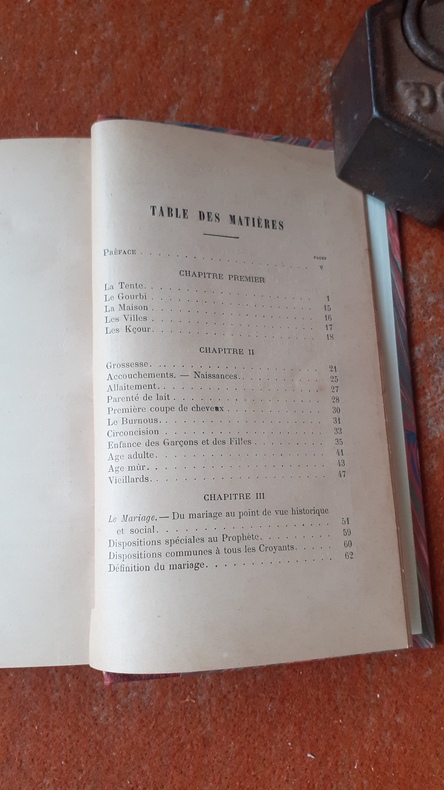 TABLE DES MATIÈRES
PAGES
PRÉFACE . . . . . . . . . . . . . . . . . . V
CHAPITRE PREMIER
La Tente. . . . . . . . . . . . . . . . . . 1
Le Gourbi . . . . . . . . . . . . . . . . . 15
La Maison . . . . . . . . . . . . . . . . . 16
Les Villes . . . . . . . . . . . . . . . . . 17
Les Kçour. . . . . . . . . . . . . . . . . . 18
CHAPITRE II
Grossesse. . . . . . . . . . . . . . . . . . 21
Accouchements. — Naissances. . . . . . . . . 25
Allaitement. . . . . . . . . . . . . . . . . 27
Parenté de lait . . . . . . . . . . . . . . 28
Première coupe de cheveux . . . . . . . . . 30
Le Burnous. . . . . . . . . . . . . . . . . 31
Circoncision . . . . . . . . . . . . . . . . 33
Enfance des Garçons et des Filles . . . . . 35
Age adulte. . . . . . . . . . . . . . . . . 41
Age mûr. . . . . . . . . . . . . . . . . . . 43
Vieillards. . . . . . . . . . . . . . . . . 47
CHAPITRE III
Le Mariage. — Du mariage au point de vue historique
et social. . . . . . . . . . . . . . . . . . 51
Dispositions spéciales au Prophète. . . . . 59
Dispositions communes à tous les Croyants. . . . . 60
Définition du mariage. . . . . . . . . . . . 62